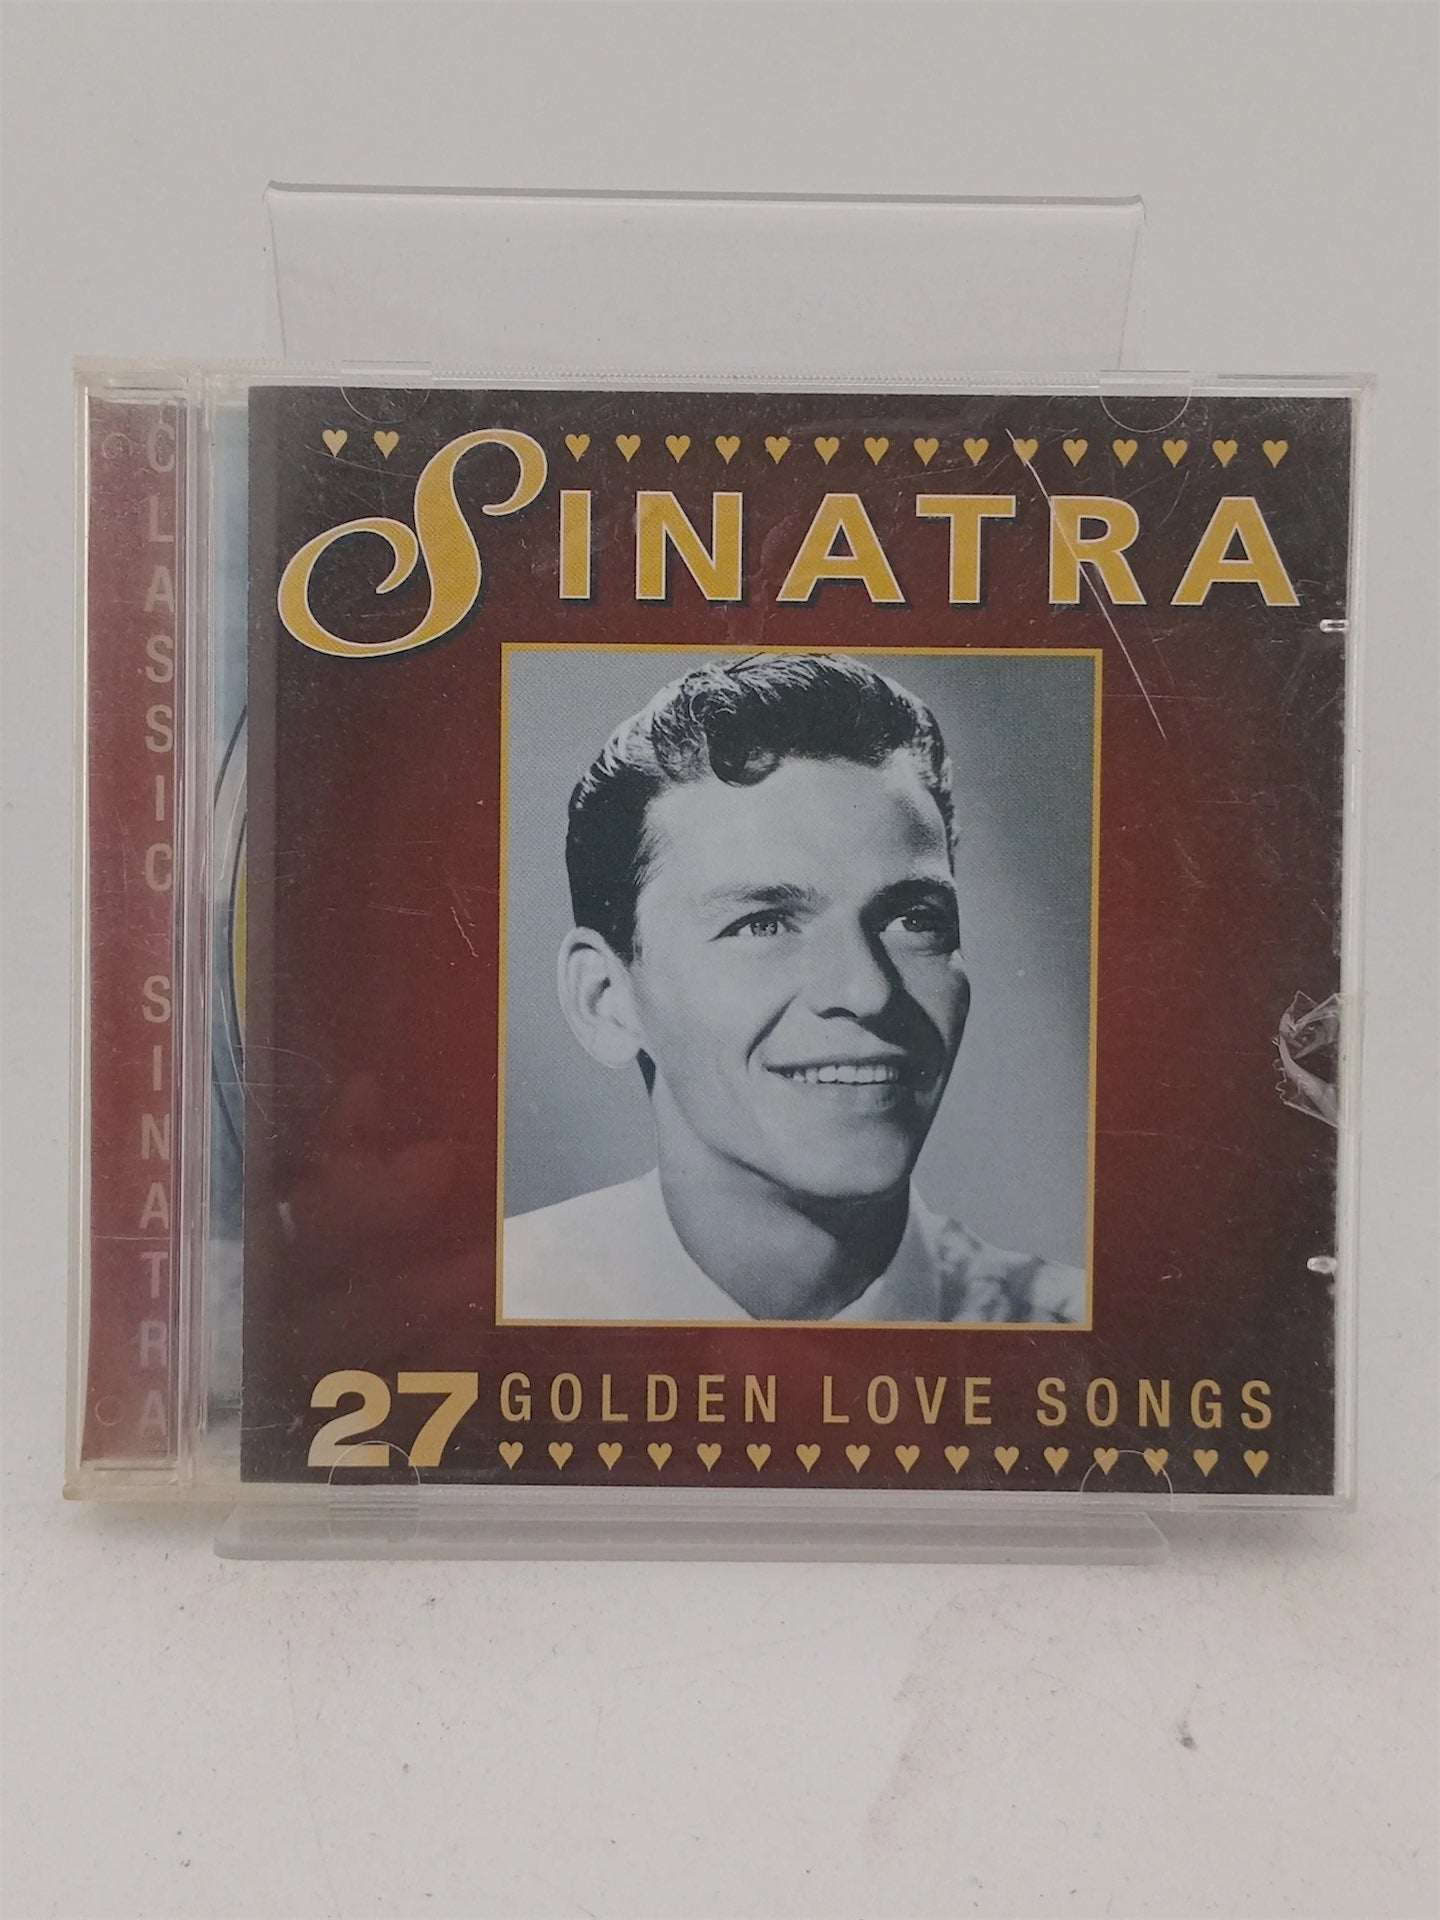 CLASSIC SINATRA
SINATRA
27 GOLDEN LOVE SONGS